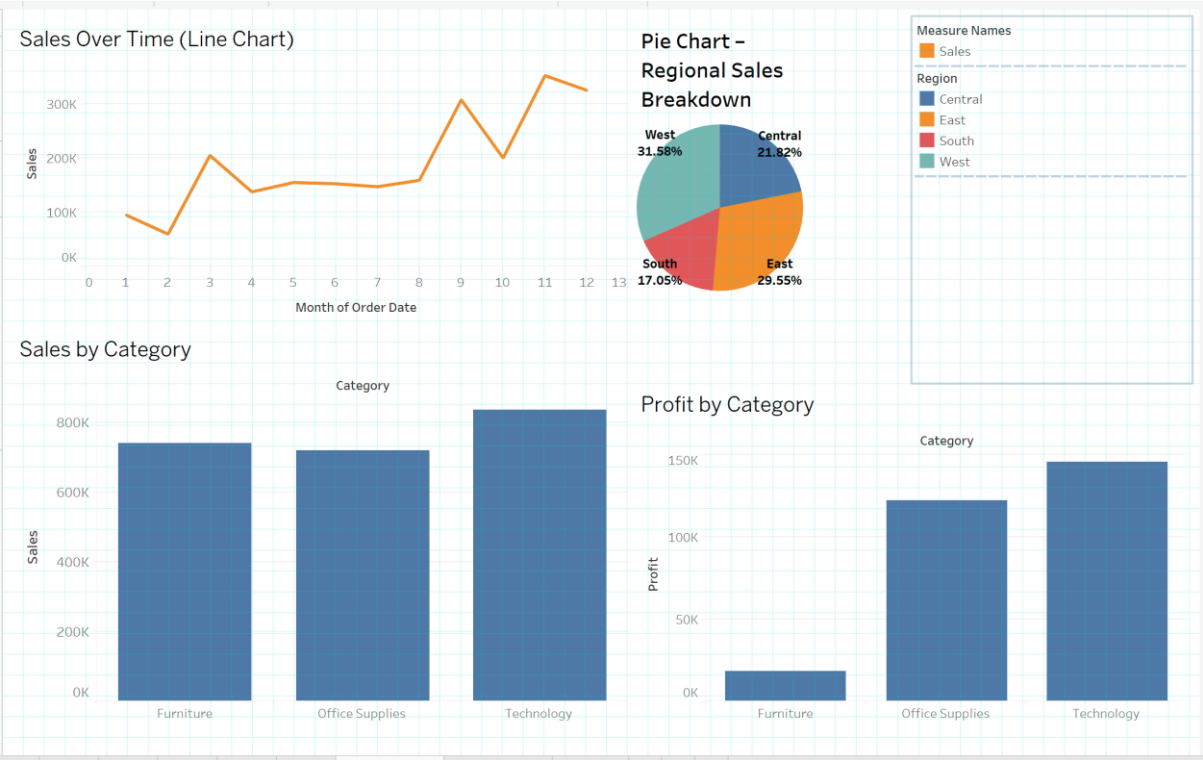 Sales Over Time (Line Chart)
300K
200K
100K
0K
Sales
0 1 2 3 4 5 6 7 8 9 10 11 12 13
Month of Order Date
Pie Chart –
Regional Sales
Breakdown
West
31.58%
Central
21.82%
South
17.05%
East
29.55%
Measure Names
Sales
Region
Central
East
South
West
Sales by Category
Category
800K
600K
400K
200K
0K
Sales
Furniture Office Supplies Technology
Profit by Category
Category
150K
100K
50K
0K
Profit
Furniture Office Supplies Technology